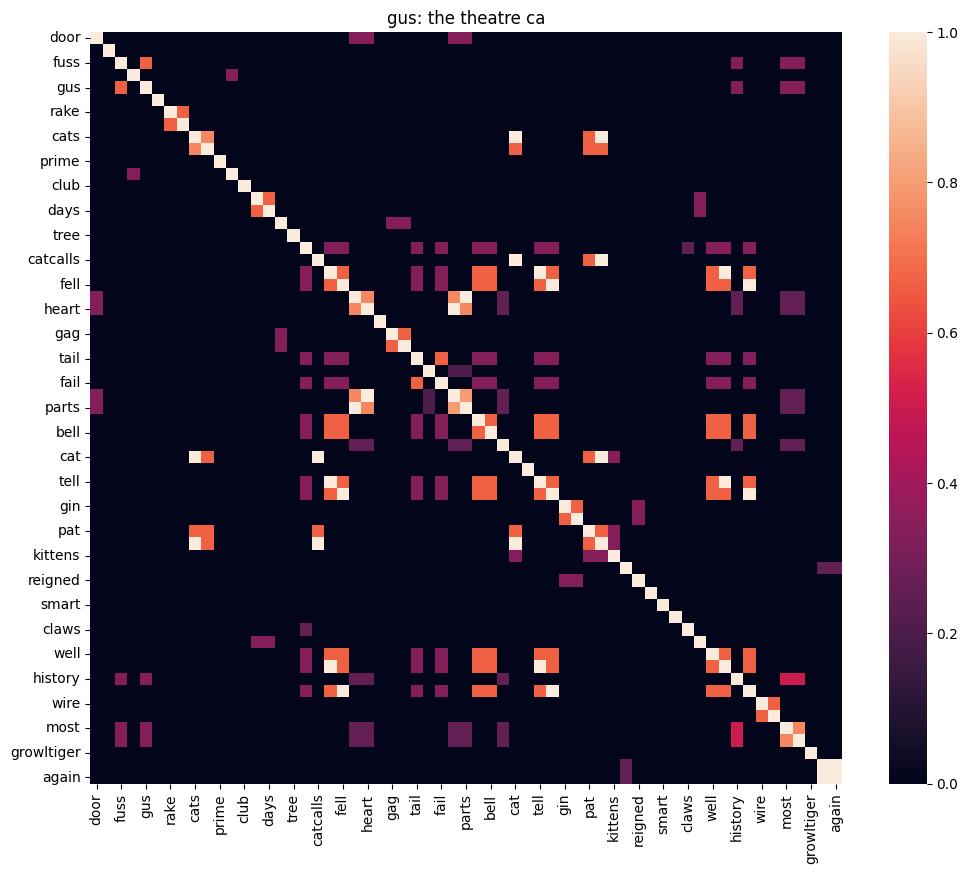 gus: the theatre ca
door
fuss
gus
rake
cats
prime
club
days
tree
catcalls
fell
heart
gag
tail
fail
parts
bell
cat
tell
gin
pat
kittens
reigned
smart
claws
well
history
wire
most
growltiger
again
door
fuss
gus
rake
cats
prime
club
days
tree
catcalls
fell
heart
gag
tail
fail
parts
bell
cat
tell
gin
pat
kittens
reigned
smart
claws
well
history
wire
most
growltiger
again
1.0
0.8
0.6
0.4
0.2
0.0